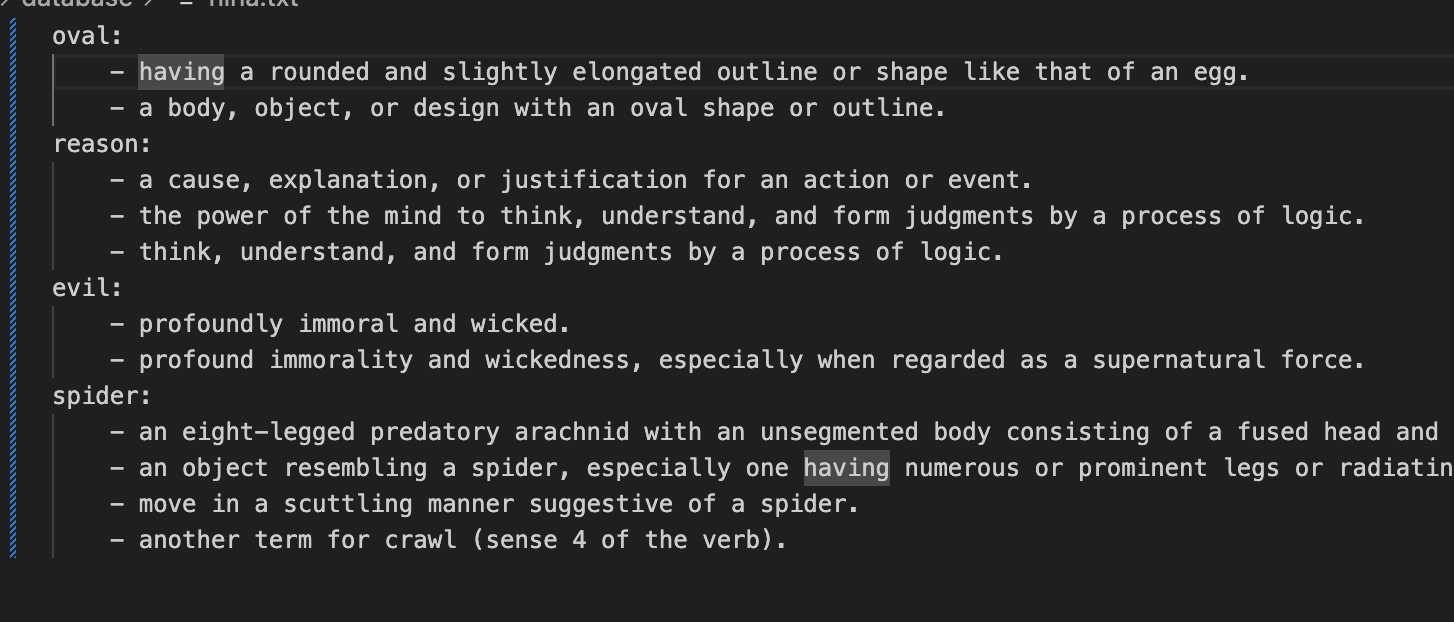 database
oval:
– having a rounded and slightly elongated outline or shape like that of an egg.
– a body, object, or design with an oval shape or outline.
reason:
– a cause, explanation, or justification for an action or event.
– the power of the mind to think, understand, and form judgments by a process of logic.
– think, understand, and form judgments by a process of logic.
evil:
– profoundly immoral and wicked.
– profound immorality and wickedness, especially when regarded as a supernatural force.
spider:
– an eight-legged predatory arachnid with an unsegmented body consisting of a fused head and
– an object resembling a spider, especially one having numerous or prominent legs or radiatin
– move in a scuttling manner suggestive of a spider.
– another term for crawl (sense 4 of the verb).